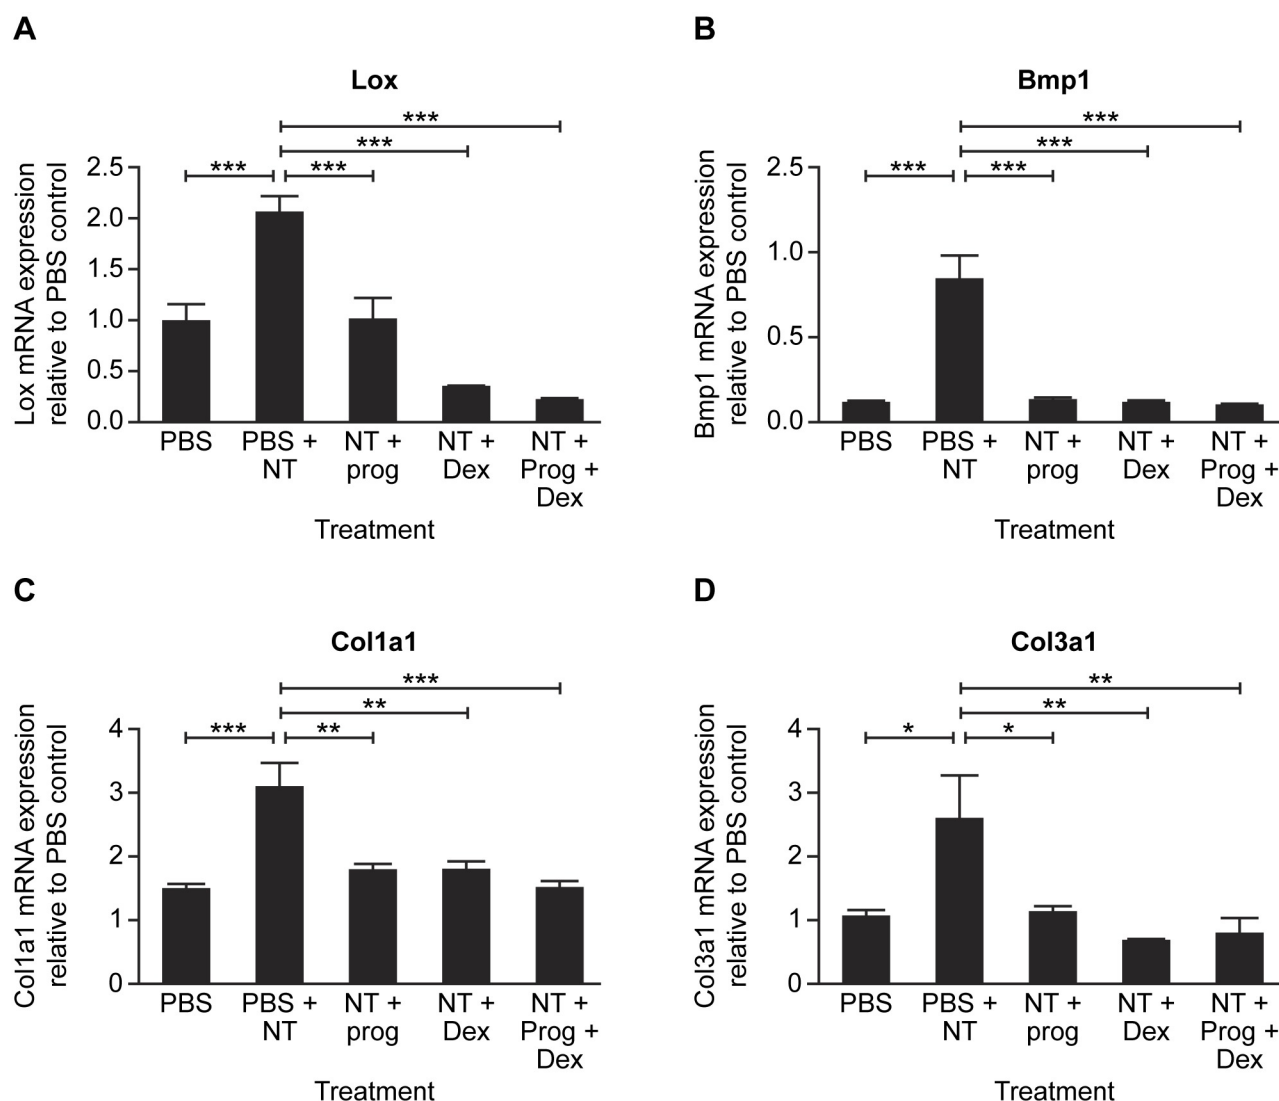 A
Lox
***
***
***
***
Lox mRNA expression
relative to PBS control
2.5
2.0
1.5
1.0
0.5
0.0
PBS
PBS +
NT
NT +
prog
NT +
Dex
NT +
Prog +
Dex
Treatment
B
Bmp1
***
***
***
***
Bmp1 mRNA expression
relative to PBS control
2.5
1.0
0.5
0.0
PBS
PBS +
NT
NT +
prog
NT +
Dex
NT +
Prog +
Dex
Treatment
C
Col1a1
***
**
***
**
Col1a1 mRNA expression
relative to PBS control
4
3
2
1
0
PBS
PBS +
NT
NT +
prog
NT +
Dex
NT +
Prog +
Dex
Treatment
D
Col3a1
**
**
*
*
Col3a1 mRNA expression
relative to PBS control
4
3
2
1
0
PBS
PBS +
NT
NT +
prog
NT +
Dex
NT +
Prog +
Dex
Treatment